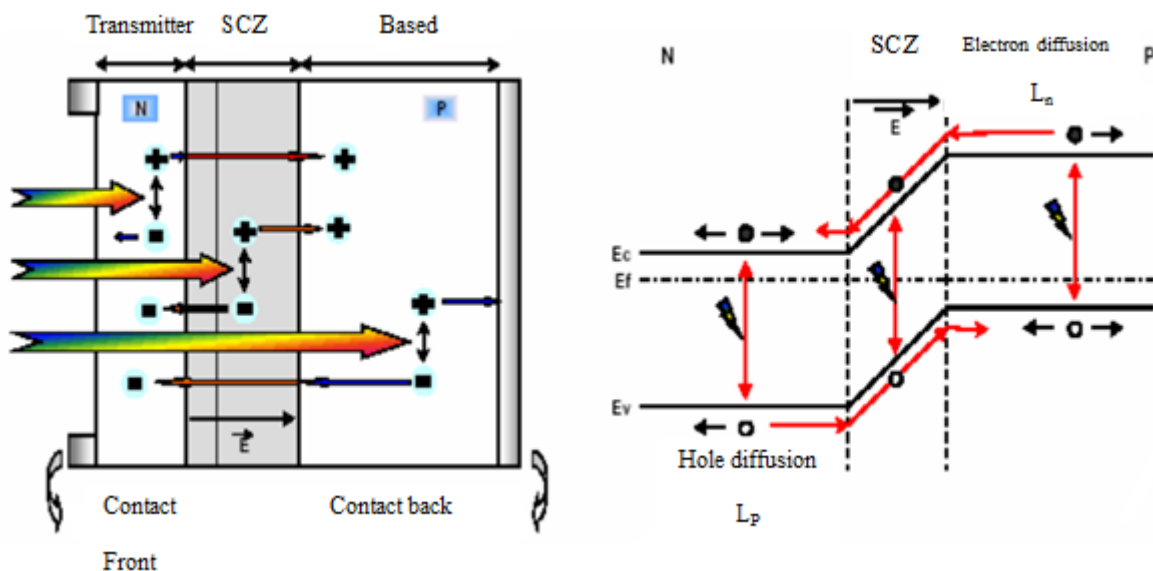 Transmitter SCZ Based
N P
E
Contact Contact back
Front
SCZ Electron diffusion
N P
Ln
E
Ec
Ef
Ev
Hole diffusion
LP